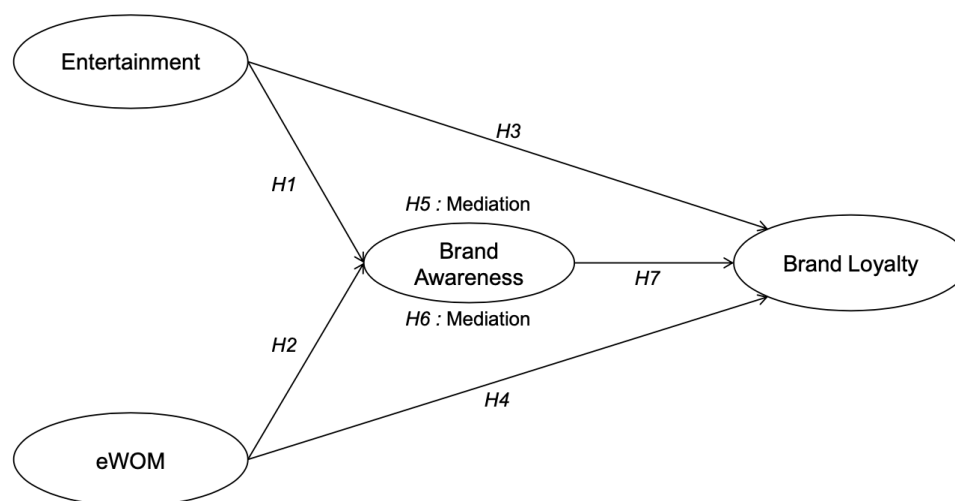 Entertainment
H3
H1
H5 : Mediation
Brand
Awareness
H7
Brand Loyalty
H6 : Mediation
H2
H4
eWOM